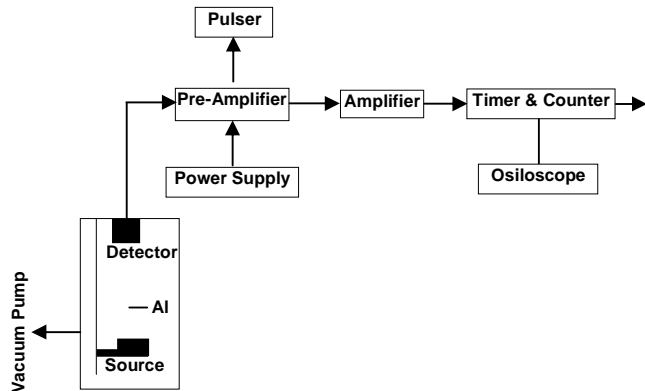 Pulser
Pre-Amplifier
Amplifier
Timer & Counter
Power Supply
Osiloscope
Detector
Al
Source
Vacuum Pump